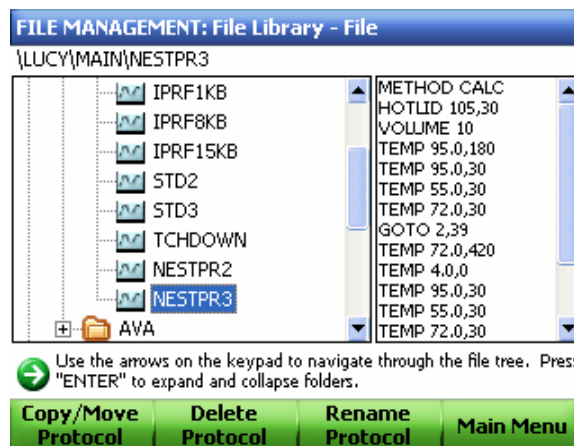 FILE MANAGEMENT: File Library - File
\LUCY\MAIN\NESTPR3
IPRF1KB
IPRF8KB
IPRF15KB
STD2
STD3
TCHDOWN
NESTPR2
NESTPR3
AVA
METHOD CALC
HOTLID 105,30
VOLUME 10
TEMP 95.0,180
TEMP 95.0,30
TEMP 55.0,30
TEMP 72.0,30
GOTO 2,39
TEMP 72.0,420
TEMP 4.0,0
TEMP 95.0,30
TEMP 55.0,30
TEMP 72.0,30
Use the arrows on the keypad to navigate through the file tree. Press
"ENTER" to expand and collapse folders.
Copy/Move
Protocol
Delete
Protocol
Rename
Protocol
Main Menu